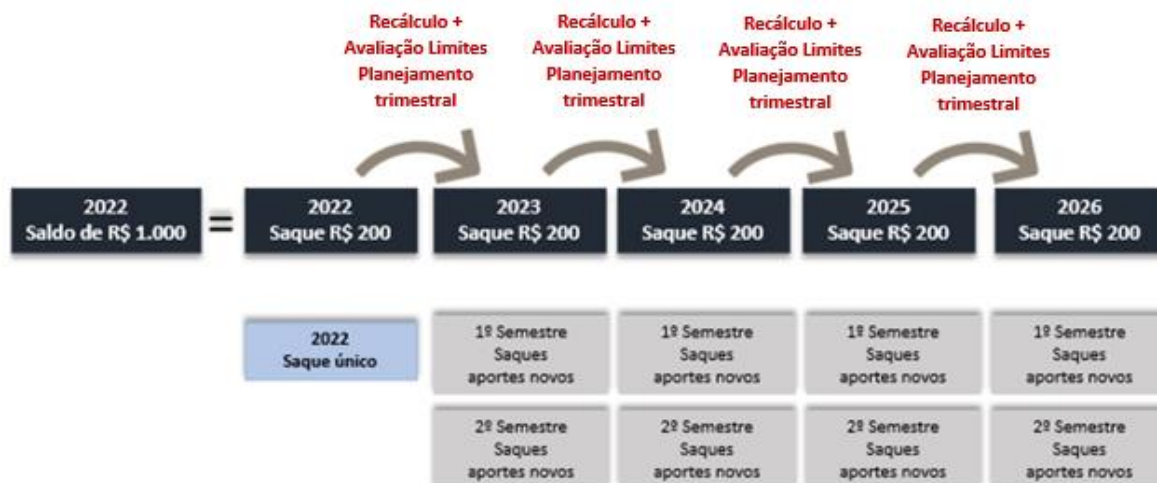 Recálculo +
Avaliação Limites
Planejamento
trimestral
Recálculo +
Avaliação Limites
Planejamento
trimestral
Recálculo +
Avaliação Limites
Planejamento
trimestral
Recálculo +
Avaliação Limites
Planejamento
trimestral
2022
Saldo de R$ 1.000
=
2022
Saque R$ 200
2023
Saque R$ 200
2024
Saque R$ 200
2025
Saque R$ 200
2026
Saque R$ 200
2022
Saque único
1º Semestre
Saques
aportes novos
1º Semestre
Saques
aportes novos
1º Semestre
Saques
aportes novos
1º Semestre
Saques
aportes novos
2º Semestre
Saques
aportes novos
2º Semestre
Saques
aportes novos
2º Semestre
Saques
aportes novos
2º Semestre
Saques
aportes novos